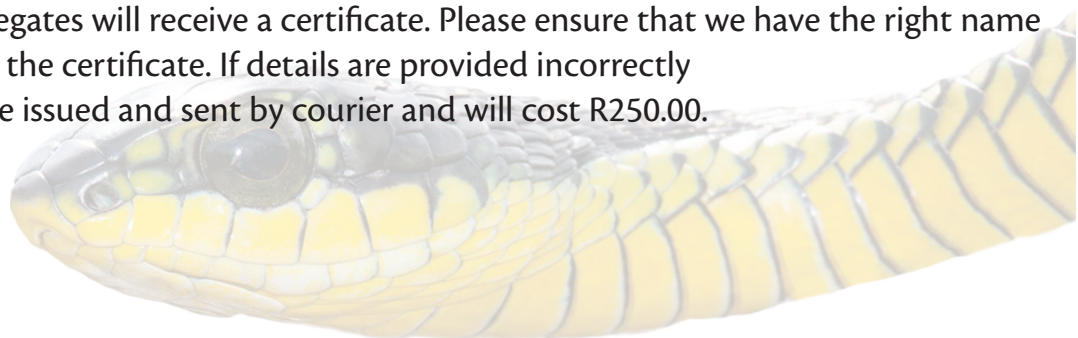 egates will receive a certificate. Please ensure that we have the right name
the certificate. If details are provided incorrectly
e issued and sent by courier and will cost R250.00.